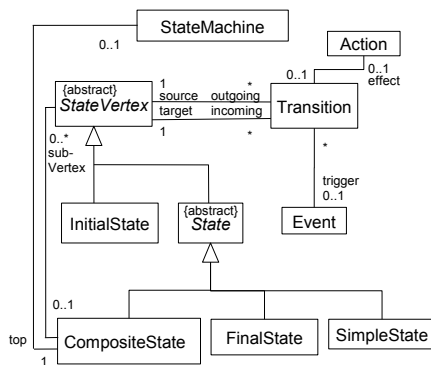 StateMachine
0..1
Action
0..1
effect
{abstract}
StateVertex
1
source
outgoing
*
0..1
Transition
target
incoming
1
*
0..*
sub-
Vertex
*
trigger
0..1
Event
InitialState
{abstract}
State
0..1
top
1
CompositeState
FinalState
SimpleState